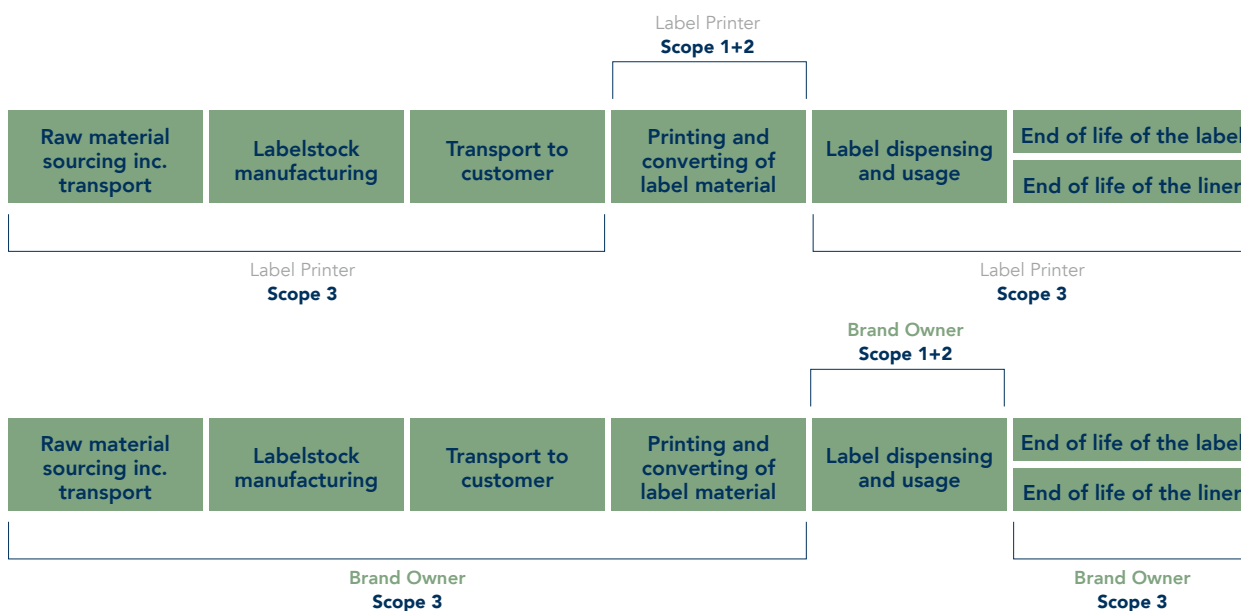 Label Printer
Scope 1+2
Raw material
sourcing inc.
transport
Labelstock
manufacturing
Transport to
customer
Printing and
converting of
label material
Label dispensing
and usage
End of life of the label
End of life of the liner
Label Printer
Scope 3
Label Printer
Scope 3
Brand Owner
Scope 1+2
Raw material
sourcing inc.
transport
Labelstock
manufacturing
Transport to
customer
Printing and
converting of
label material
Label dispensing
and usage
End of life of the label
End of life of the liner
Brand Owner
Scope 3
Brand Owner
Scope 3